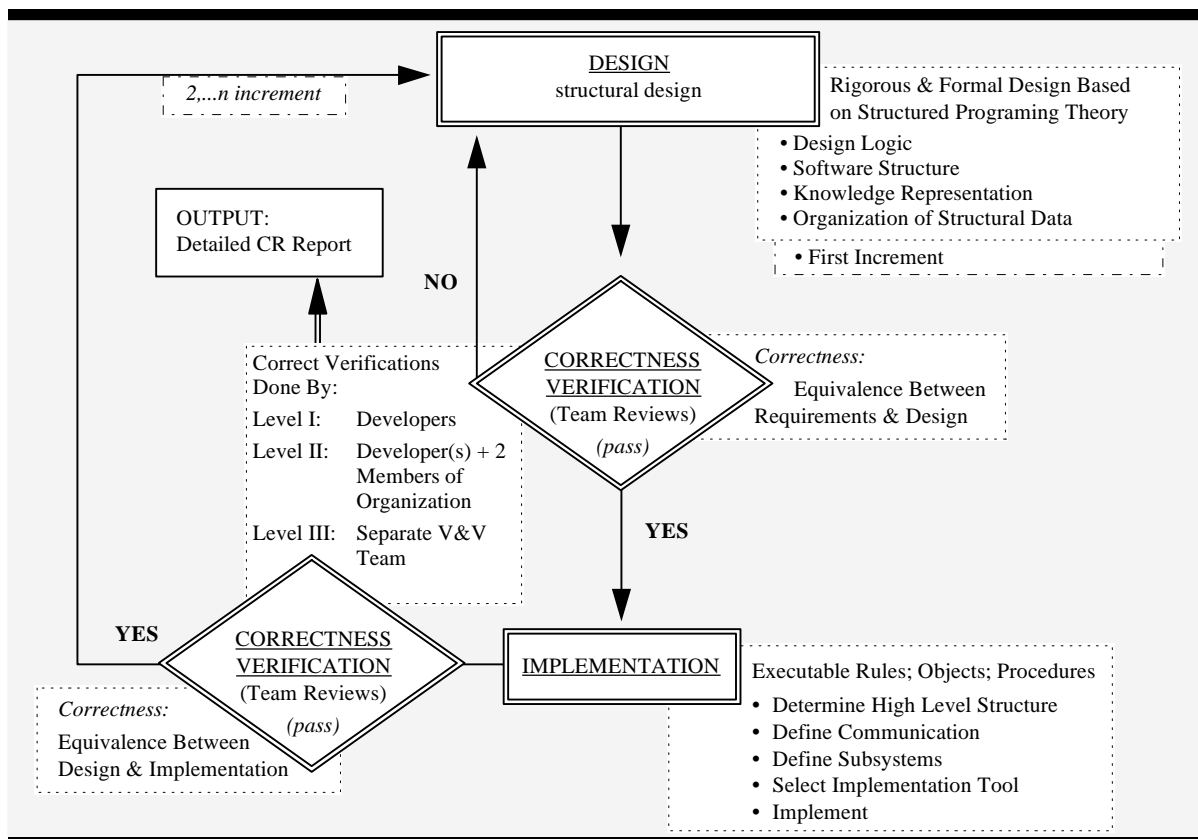 DESIGN
structural design
2,...n increment
Rigorous & Formal Design Based
on Structured Programing Theory
• Design Logic
• Software Structure
• Knowledge Representation
• Organization of Structural Data
• First Increment
OUTPUT:
Detailed CR Report
NO
CORRECTNESS
VERIFICATION
(Team Reviews)
(pass)
Correctness:
Equivalence Between
Requirements & Design
Correct Verifications
Done By:
Level I: Developers
Level II: Developer(s) + 2
Members of
Organization
Level III: Separate V&V
Team
YES
YES
CORRECTNESS
VERIFICATION
(Team Reviews)
(pass)
IMPLEMENTATION
Correctness:
Equivalence Between
Design & Implementation
Executable Rules; Objects; Procedures
• Determine High Level Structure
• Define Communication
• Define Subsystems
• Select Implementation Tool
• Implement